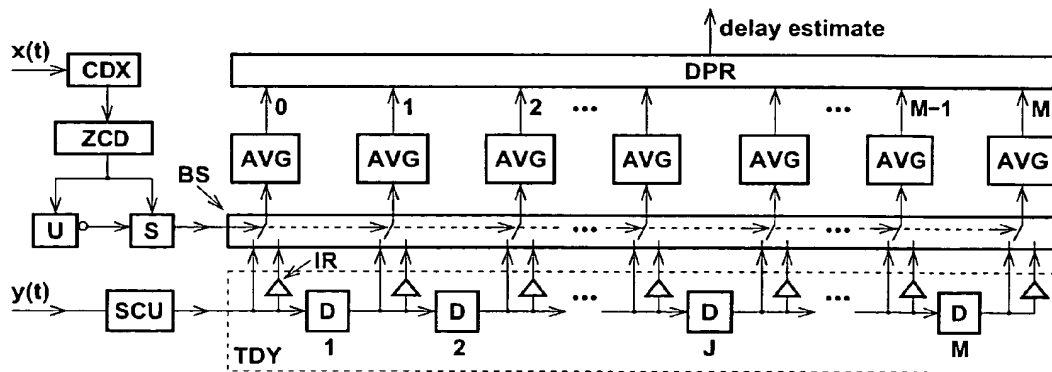 delay estimate
x(t)
CDX
DPR
0 1 2 ... ... M−1 M
ZCD
AVG AVG AVG AVG AVG AVG AVG
BS
U S
... ...
IR
y(t)
SCU
D D ... D ... D
1 2 J M
TDY